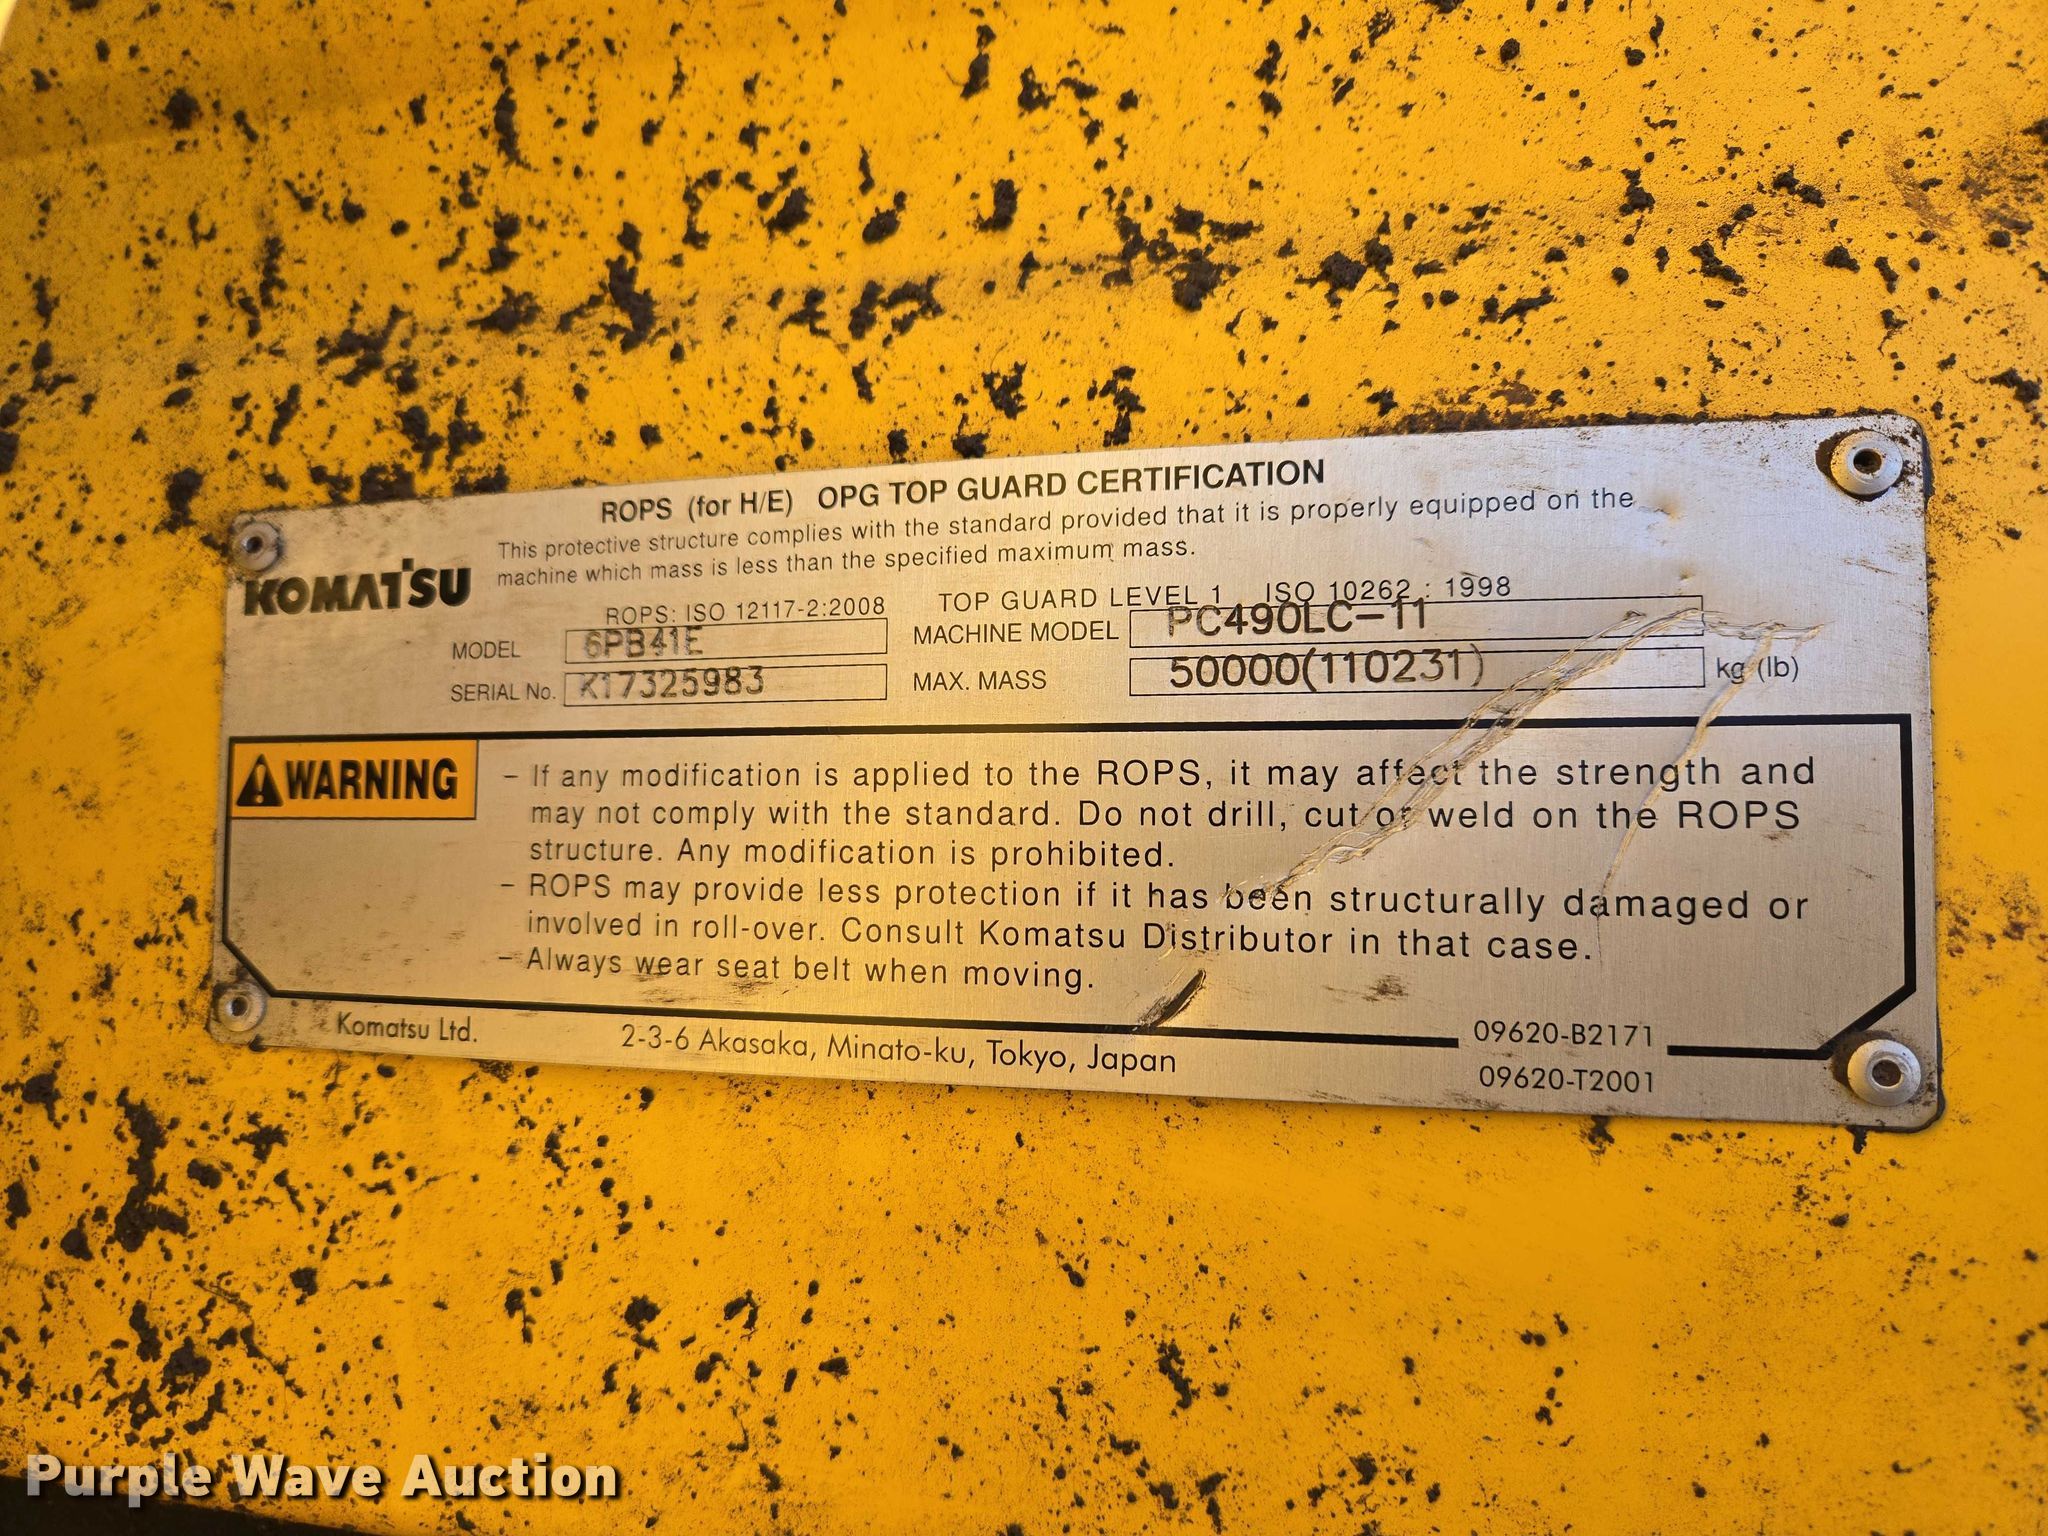 ROPS (for H/E) OPG TOP GUARD CERTIFICATION
This protective structure complies with the standard provided that it is properly equipped on the
machine which mass is less than the specified maximum mass.
KOMATSU
ROPS: ISO 12117-2:2008 TOP GUARD LEVEL 1 ISO 10262 : 1998
MODEL 6PB41E MACHINE MODEL PC490LC-11
SERIAL No. K17325983 MAX. MASS 50000(110231) kg (lb)
WARNING
- If any modification is applied to the ROPS, it may affect the strength and
may not comply with the standard. Do not drill, cut or weld on the ROPS
structure. Any modification is prohibited.
- ROPS may provide less protection if it has been structurally damaged or
involved in roll-over. Consult Komatsu Distributor in that case.
- Always wear seat belt when moving.
Komatsu Ltd. 2-3-6 Akasaka, Minato-ku, Tokyo, Japan
09620-B2171
09620-T2001
Purple Wave Auction